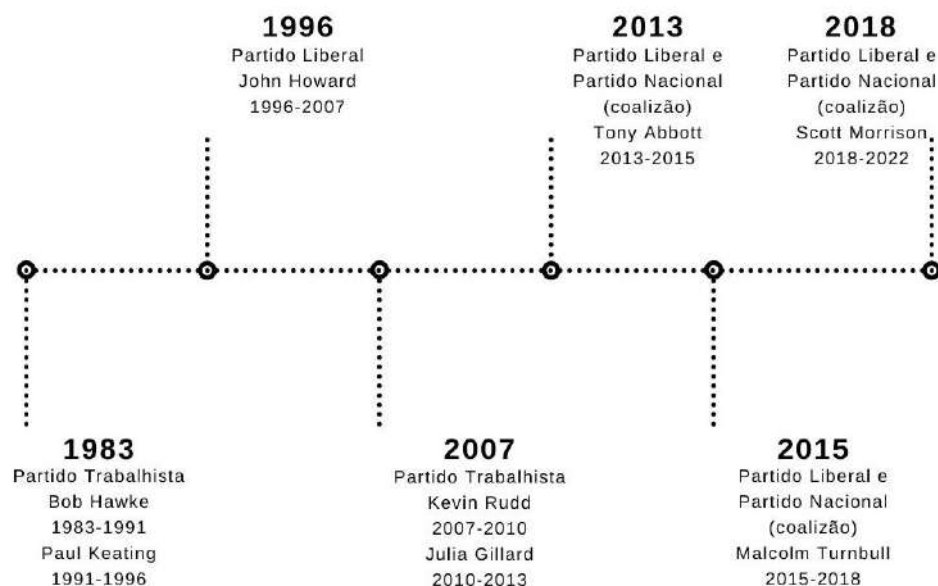 1996
Partido Liberal
John Howard
1996-2007
2013
Partido Liberal e
Partido Nacional
(coalizão)
Tony Abbott
2013-2015
2018
Partido Liberal e
Partido Nacional
(coalizão)
Scott Morrison
2018-2022
1983
Partido Trabalhista
Bob Hawke
1983-1991
Paul Keating
1991-1996
2007
Partido Trabalhista
Kevin Rudd
2007-2010
Julia Gillard
2010-2013
2015
Partido Liberal e
Partido Nacional
(coalizão)
Malcolm Turnbull
2015-2018